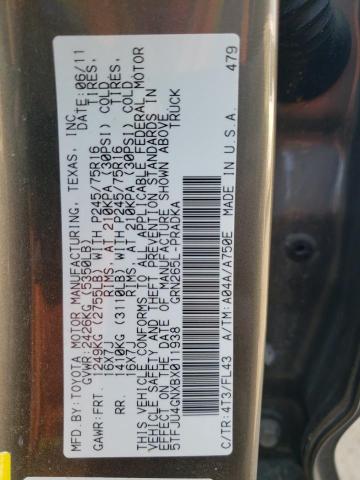 MFD. BY: TOYOTA MOTOR MANUFACTURING, TEXAS, INC.
GVWR: 2426KG (5350LB) DATE: 06/11
GAWR: FRT. 1249KG (2755LB) WITH P245/75R16 TIRES,
16X7J RIMS, AT 210KPA (30PSI) COLD
RR. 1410KG (3110LB) WITH P245/75R16 TIRES,
16X7J RIMS, AT 210KPA (30PSI) COLD
THIS VEHICLE CONFORMS TO ALL APPLICABLE FEDERAL MOTOR
VEHICLE SAFETY AND THEFT PREVENTION STANDARDS IN
EFFECT ON THE DATE OF MANUFACTURE SHOWN ABOVE.
5TFJU4GNXBX011938 TRUCK
GRN265L-PRADKA
C/TR: 4T3/FL43 A/TM: A04A/A750E MADE IN U.S.A. 479